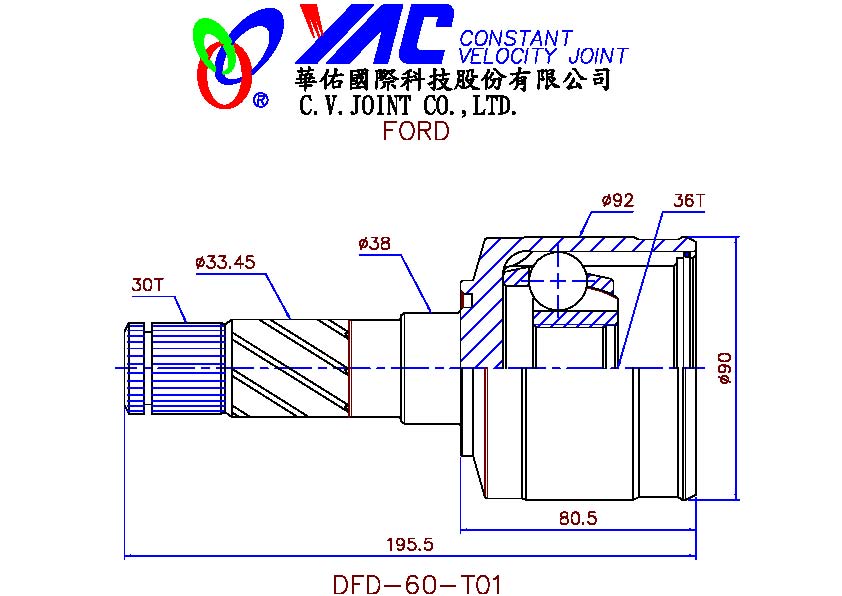 YAC CONSTANT
VELOCITY JOINT
®
華佑國際科技股份有限公司
C.V.JOINT CO.,LTD.
FORD
ø92
36T
ø38
ø33.45
30T
ø90
80.5
195.5
DFD-60-T01